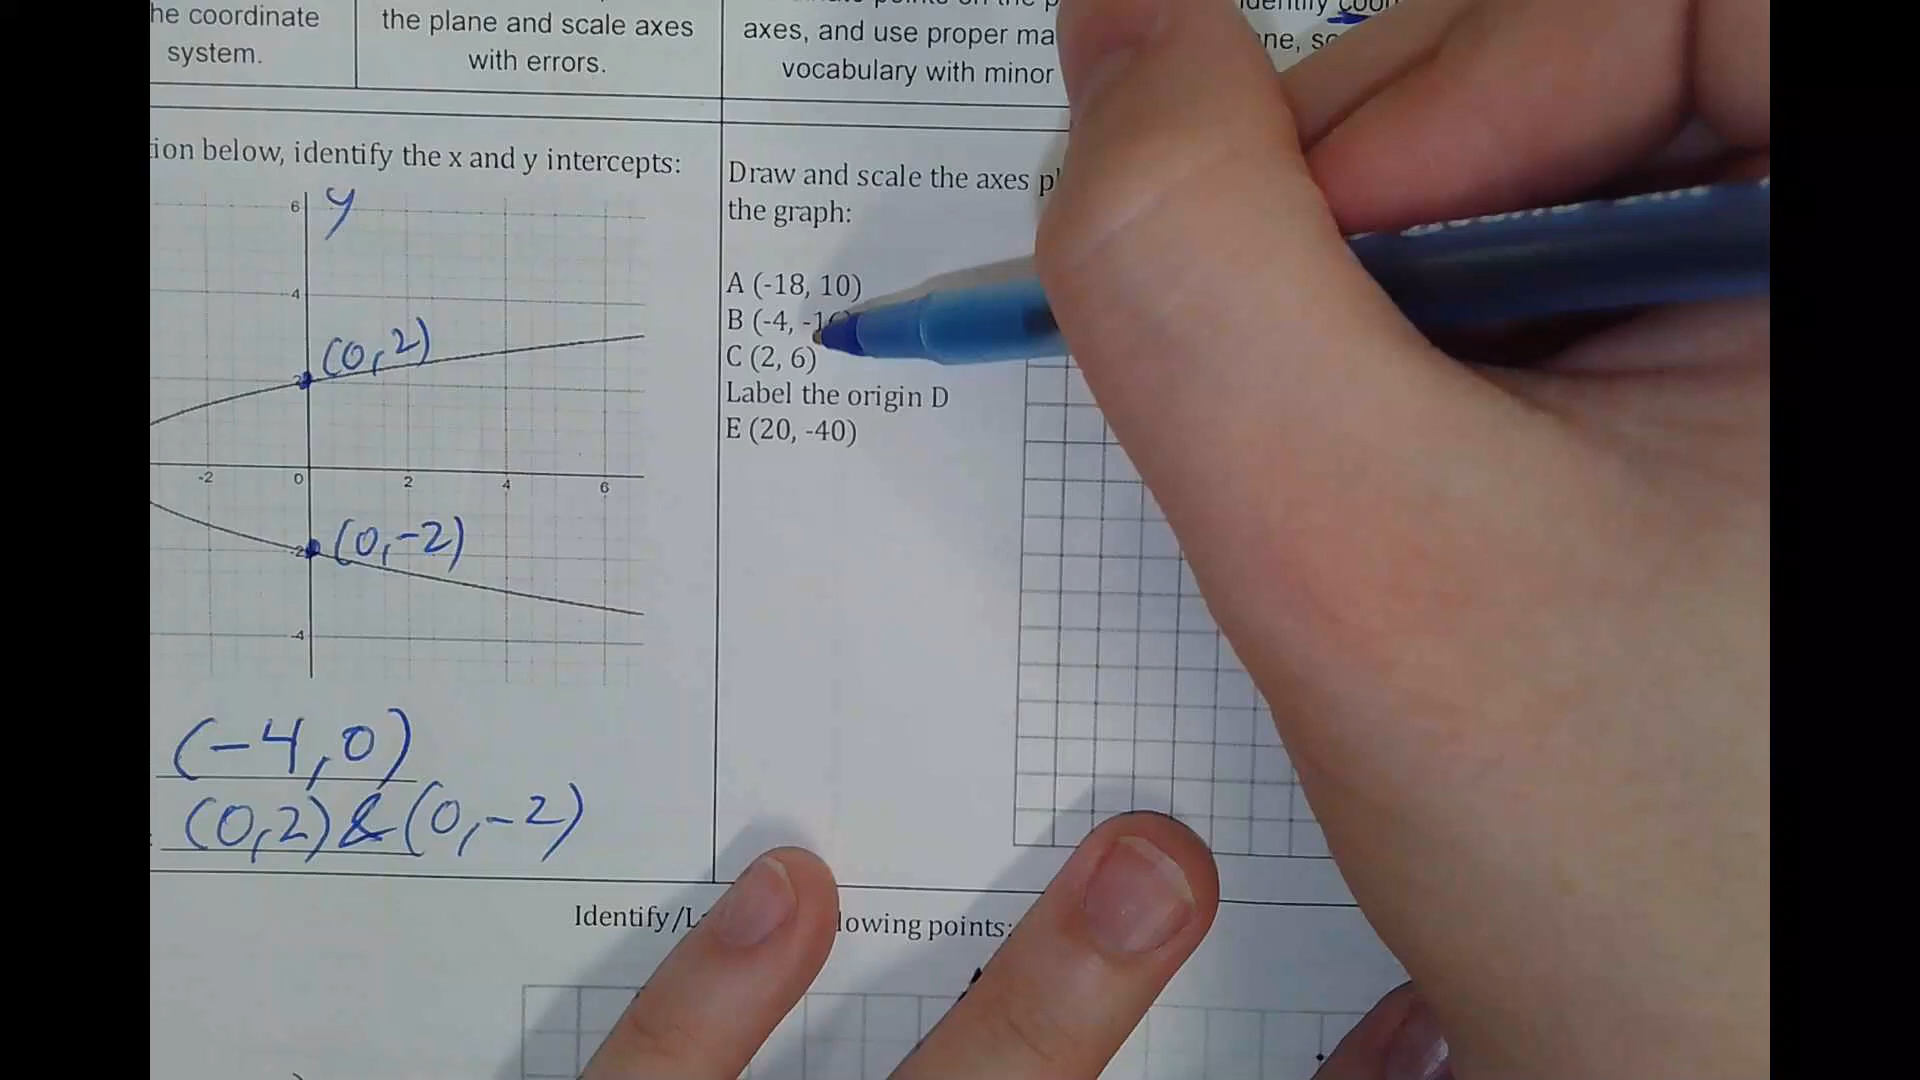 he coordinate
system.
the plane and scale axes
with errors.
axes, and use proper ma
vocabulary with minor
ne, sc
ion below, identify the x and y intercepts:
y
6
4
(0,2)
2
-2
0
2
4
6
-2
(0,-2)
-4
(-4,0)
(0,2)&(0,-2)
Draw and scale the axes p
the graph:
A (-18, 10)
B (-4, -1
C (2, 6)
Label the origin D
E (20, -40)
Identify/L
lowing points: